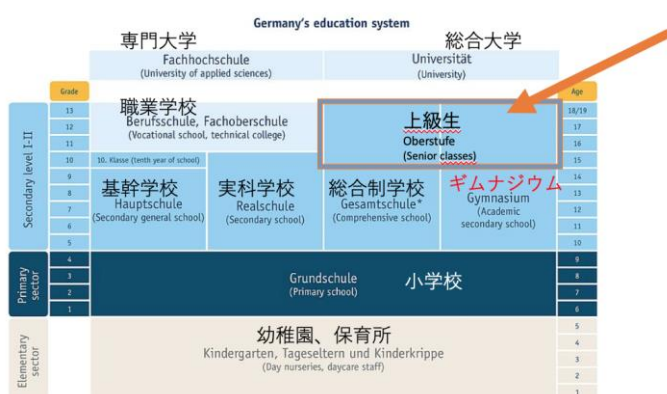 Germany's education system
専門大学
総合大学
Fachhochschule
(University of applied sciences)
Universität
(University)
Grade
Age
職業学校
Berufsschule, Fachoberschule
(Vocational school, technical college)
上級生
Oberstufe
(Senior classes)
Secondary level I-II
13
12
11
10
9
8
7
6
5
18/19
17
16
15
14
13
12
11
10
10. Klasse (tenth year of school)
基幹学校
Hauptschule
(Secondary general school)
実科学校
Realschule
(Secondary school)
総合制学校
Gesamtschule*
(Comprehensive school)
ギムナジウム
Gymnasium
(Academic
secondary school)
Primary
sector
4
3
2
1
9
8
7
6
Grundschule
(Primary school)
小学校
Elementary
sector
幼稚園、保育所
Kindergarten, Tageseltern und Kinderkrippe
(Day nurseries, daycare staff)
5
4
3
2
1